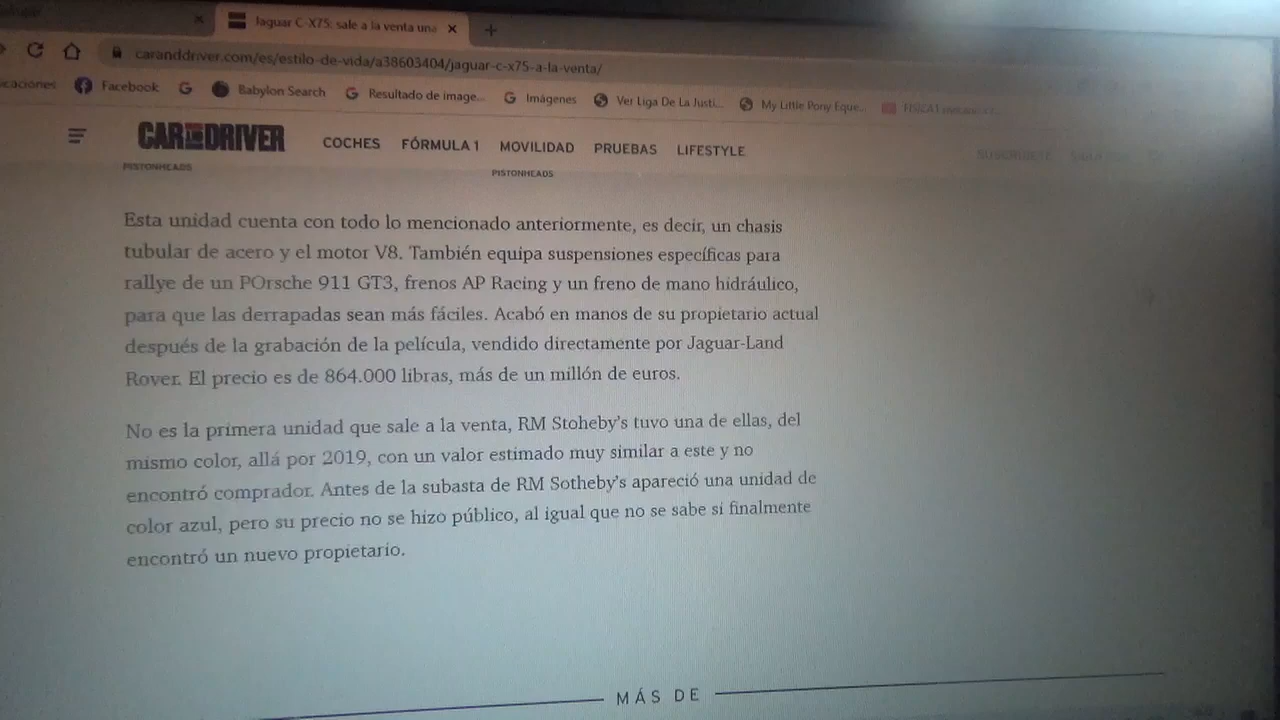 Jaguar C-X75: sale a la venta una
caranddriver.com/es/estilo-de-vida/a38603404/jaguar-c-x75-a-la-venta/
Facebook
Babylon Search
Resultado de image...
Imágenes
Ver Liga De La Justi...
My Little Pony Eque...
CAR AND DRIVER
COCHES FÓRMULA 1 MOVILIDAD PRUEBAS LIFESTYLE
SUSCRÍBETE
PISTONHEADS
PISTONHEADS
Esta unidad cuenta con todo lo mencionado anteriormente, es decir, un chasis
tubular de acero y el motor V8. También equipa suspensiones específicas para
rallye de un POrsche 911 GT3, frenos AP Racing y un freno de mano hidráulico,
para que las derrapadas sean más fáciles. Acabó en manos de su propietario actual
después de la grabación de la película, vendido directamente por Jaguar-Land
Rover. El precio es de 864.000 libras, más de un millón de euros.
No es la primera unidad que sale a la venta, RM Stoheby's tuvo una de ellas, del
mismo color, allá por 2019, con un valor estimado muy similar a este y no
encontró comprador. Antes de la subasta de RM Sotheby's apareció una unidad de
color azul, pero su precio no se hizo público, al igual que no se sabe si finalmente
encontró un nuevo propietario.
MÁS DE